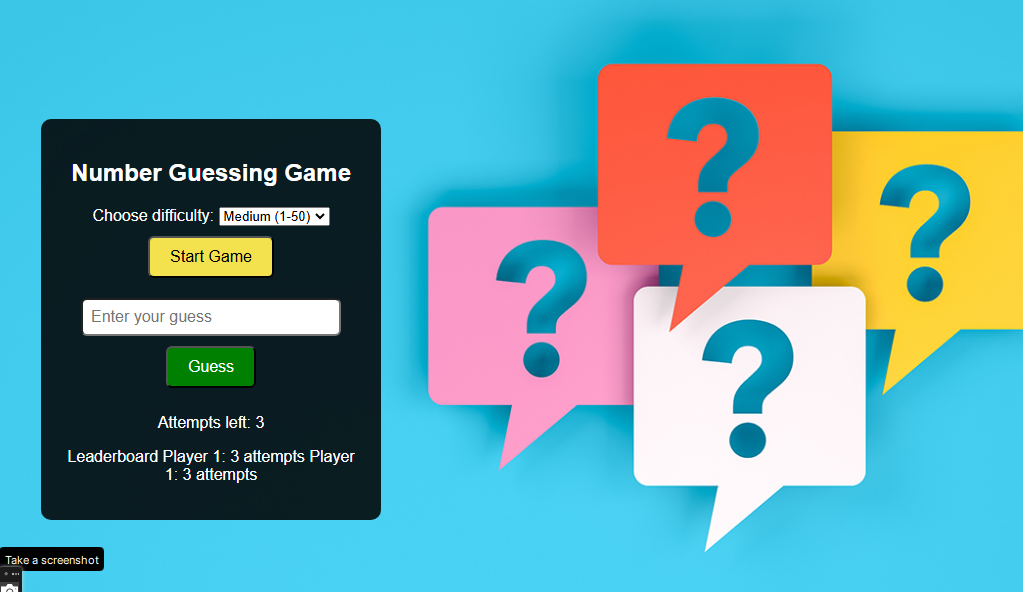 Number Guessing Game
Choose difficulty: Medium (1-50)
Start Game
Enter your guess
Guess
Attempts left: 3
Leaderboard Player 1: 3 attempts Player
1: 3 attempts
?
?
?
?
Take a screenshot